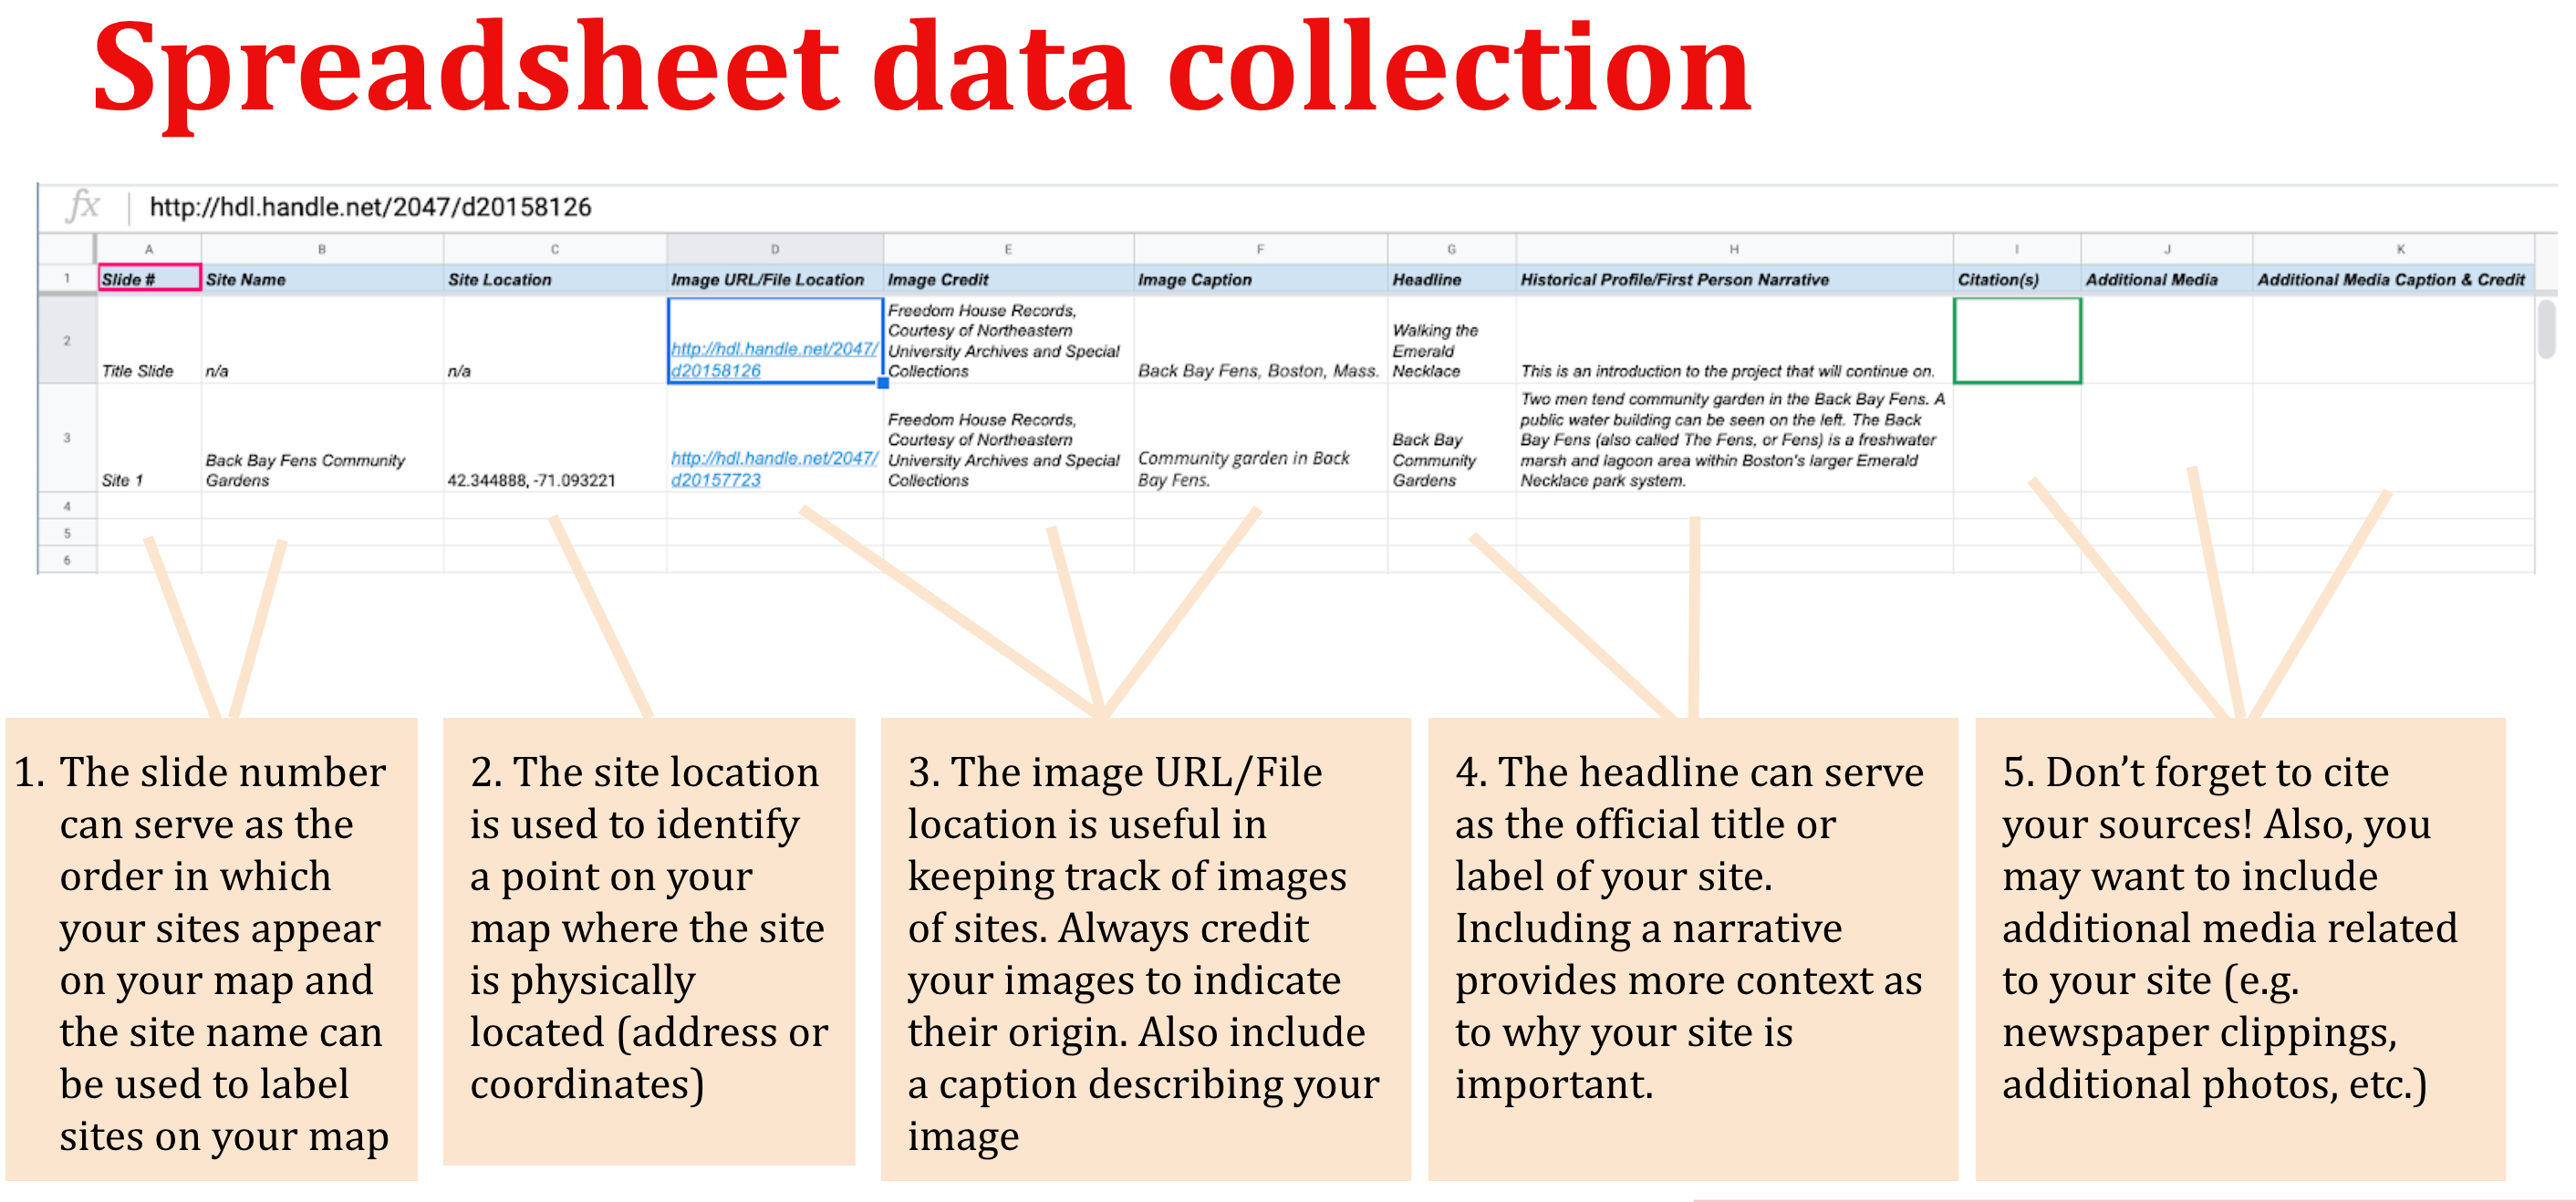 Spreadsheet data collection
fx http://hdl.handle.net/2047/d20158126
A B C D E F G H I J K
1 Slide # Site Name Site Location Image URL/File Location Image Credit Image Caption Headline Historical Profile/First Person Narrative Citation(s) Additional Media Additional Media Caption & Credit
2
Title Slide
n/a
n/a
http://hdl.handle.net/2047/
d20158126
Freedom House Records,
Courtesy of Northeastern
University Archives and Special
Collections
Back Bay Fens, Boston, Mass.
Walking the
Emerald
Necklace
This is an introduction to the project that will continue on.
3
Site 1
Back Bay Fens Community
Gardens
42.344888, -71.093221
http://hdl.handle.net/2047/
d20157723
Freedom House Records,
Courtesy of Northeastern
University Archives and Special
Collections
Community garden in Back
Bay Fens.
Back Bay
Community
Gardens
Two men tend community garden in the Back Bay Fens. A
public water building can be seen on the left. The Back
Bay Fens (also called The Fens, or Fens) is a freshwater
marsh and lagoon area within Boston's larger Emerald
Necklace park system.
4
5
6
1. The slide number
can serve as the
order in which
your sites appear
on your map and
the site name can
be used to label
sites on your map
2. The site location
is used to identify
a point on your
map where the site
is physically
located (address or
coordinates)
3. The image URL/File
location is useful in
keeping track of images
of sites. Always credit
your images to indicate
their origin. Also include
a caption describing your
image
4. The headline can serve
as the official title or
label of your site.
Including a narrative
provides more context as
to why your site is
important.
5. Don’t forget to cite
your sources! Also, you
may want to include
additional media related
to your site (e.g.
newspaper clippings,
additional photos, etc.)